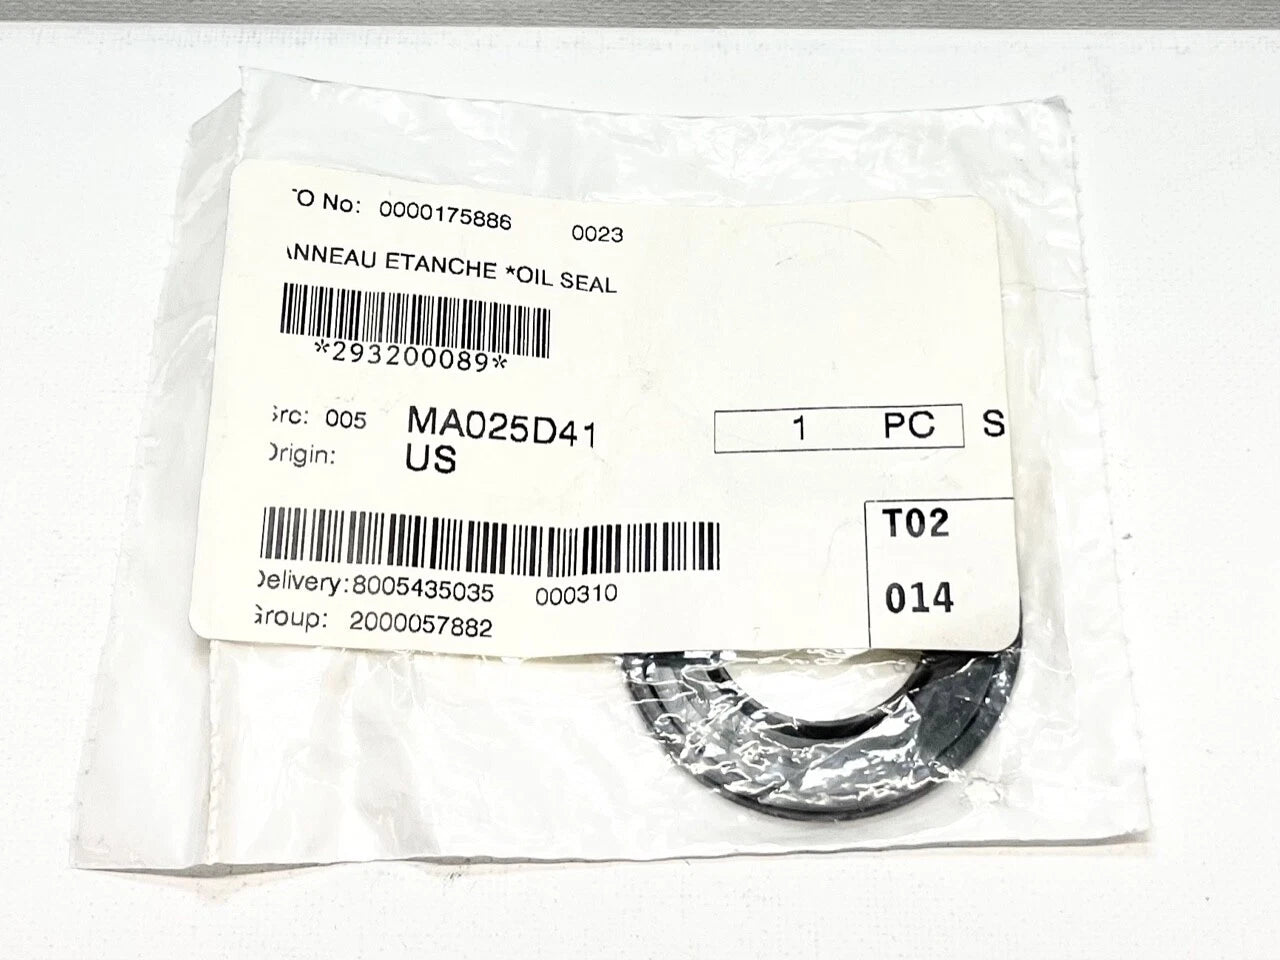 TO No: 0000175886 0023
ANNEAU ETANCHE *OIL SEAL
*293200089*
Src: 005 MA025D41 1 PC S
Origin: US
T02
Delivery:8005435035 000310
014
Group: 2000057882